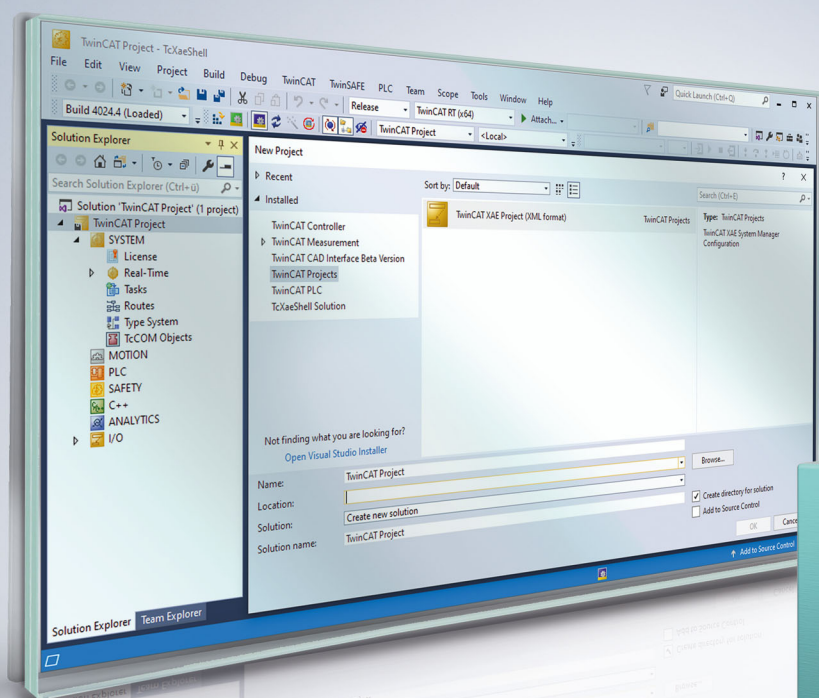 TwinCAT Project - TcXaeShell
File Edit View Project Build Debug TwinCAT TwinSAFE PLC Team Scope Tools Window Help
Quick Launch (Ctrl+Q)
Release TwinCAT RT (x64) Attach...
Build 4024.4 (Loaded) TwinCAT Project <Local>
Solution Explorer
Search Solution Explorer (Ctrl+ü)
Solution 'TwinCAT Project' (1 project)
TwinCAT Project
SYSTEM
License
Real-Time
Tasks
Routes
Type System
TcCOM Objects
MOTION
PLC
SAFETY
C++
ANALYTICS
I/O
Solution Explorer Team Explorer
New Project
? X
Recent
Installed
TwinCAT Controller
TwinCAT Measurement
TwinCAT CAD Interface Beta Version
TwinCAT Projects
TwinCAT PLC
TcXaeShell Solution
Not finding what you are looking for?
Open Visual Studio Installer
Sort by: Default
Search (Ctrl+E)
TwinCAT XAE Project (XML format) TwinCAT Projects
Type: TwinCAT Projects
TwinCAT XAE System Manager
Configuration
Name: TwinCAT Project
Location:
Browse...
Solution: Create new solution
Solution name: TwinCAT Project
Create directory for solution
Add to Source Control
OK Cance
Add to Source Control